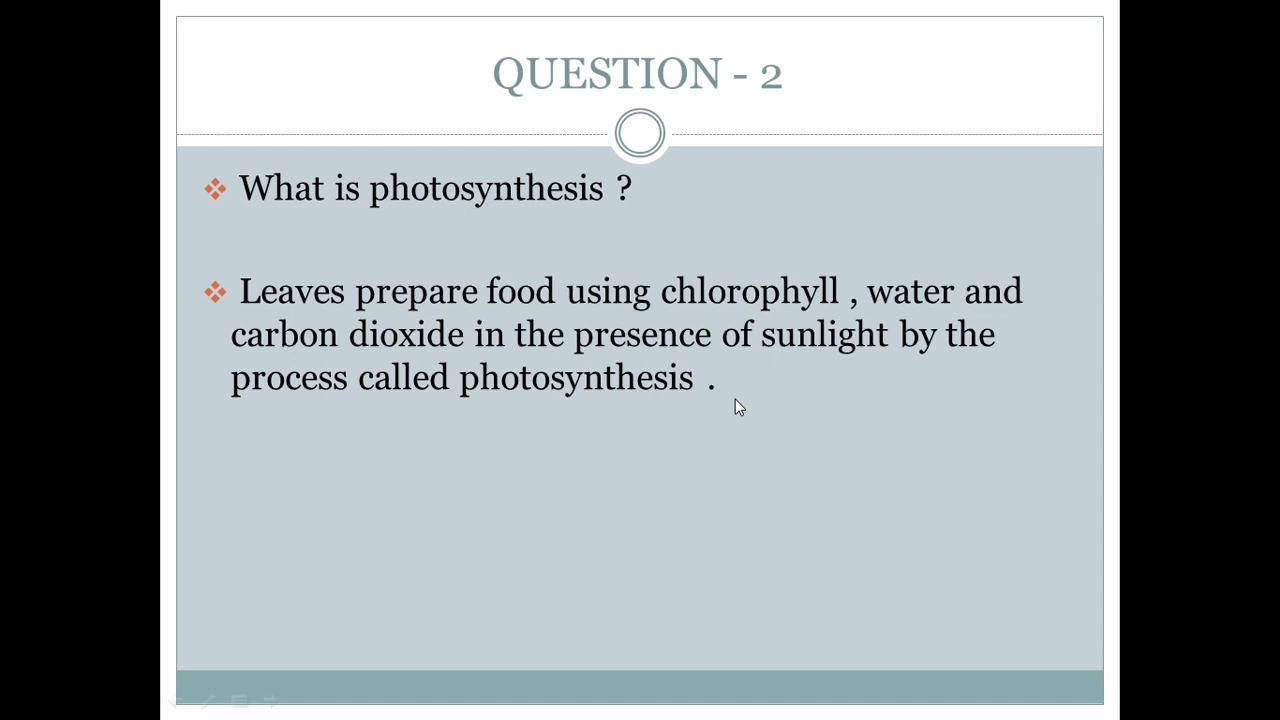 QUESTION - 2
What is photosynthesis ?
Leaves prepare food using chlorophyll , water and
carbon dioxide in the presence of sunlight by the
process called photosynthesis .